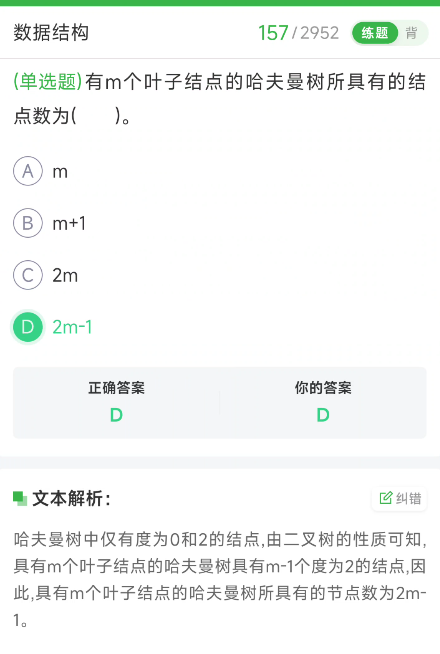 数据结构 157/2952 练题 背
(单选题)有m个叶子结点的哈夫曼树所具有的结
点数为(　　)。
A m
B m+1
C 2m
D 2m-1
正确答案 你的答案
D D
文本解析: 纠错
哈夫曼树中仅有度为0和2的结点,由二叉树的性质可知,
具有m个叶子结点的哈夫曼树具有m-1个度为2的结点,因
此,具有m个叶子结点的哈夫曼树所具有的节点数为2m-
1。